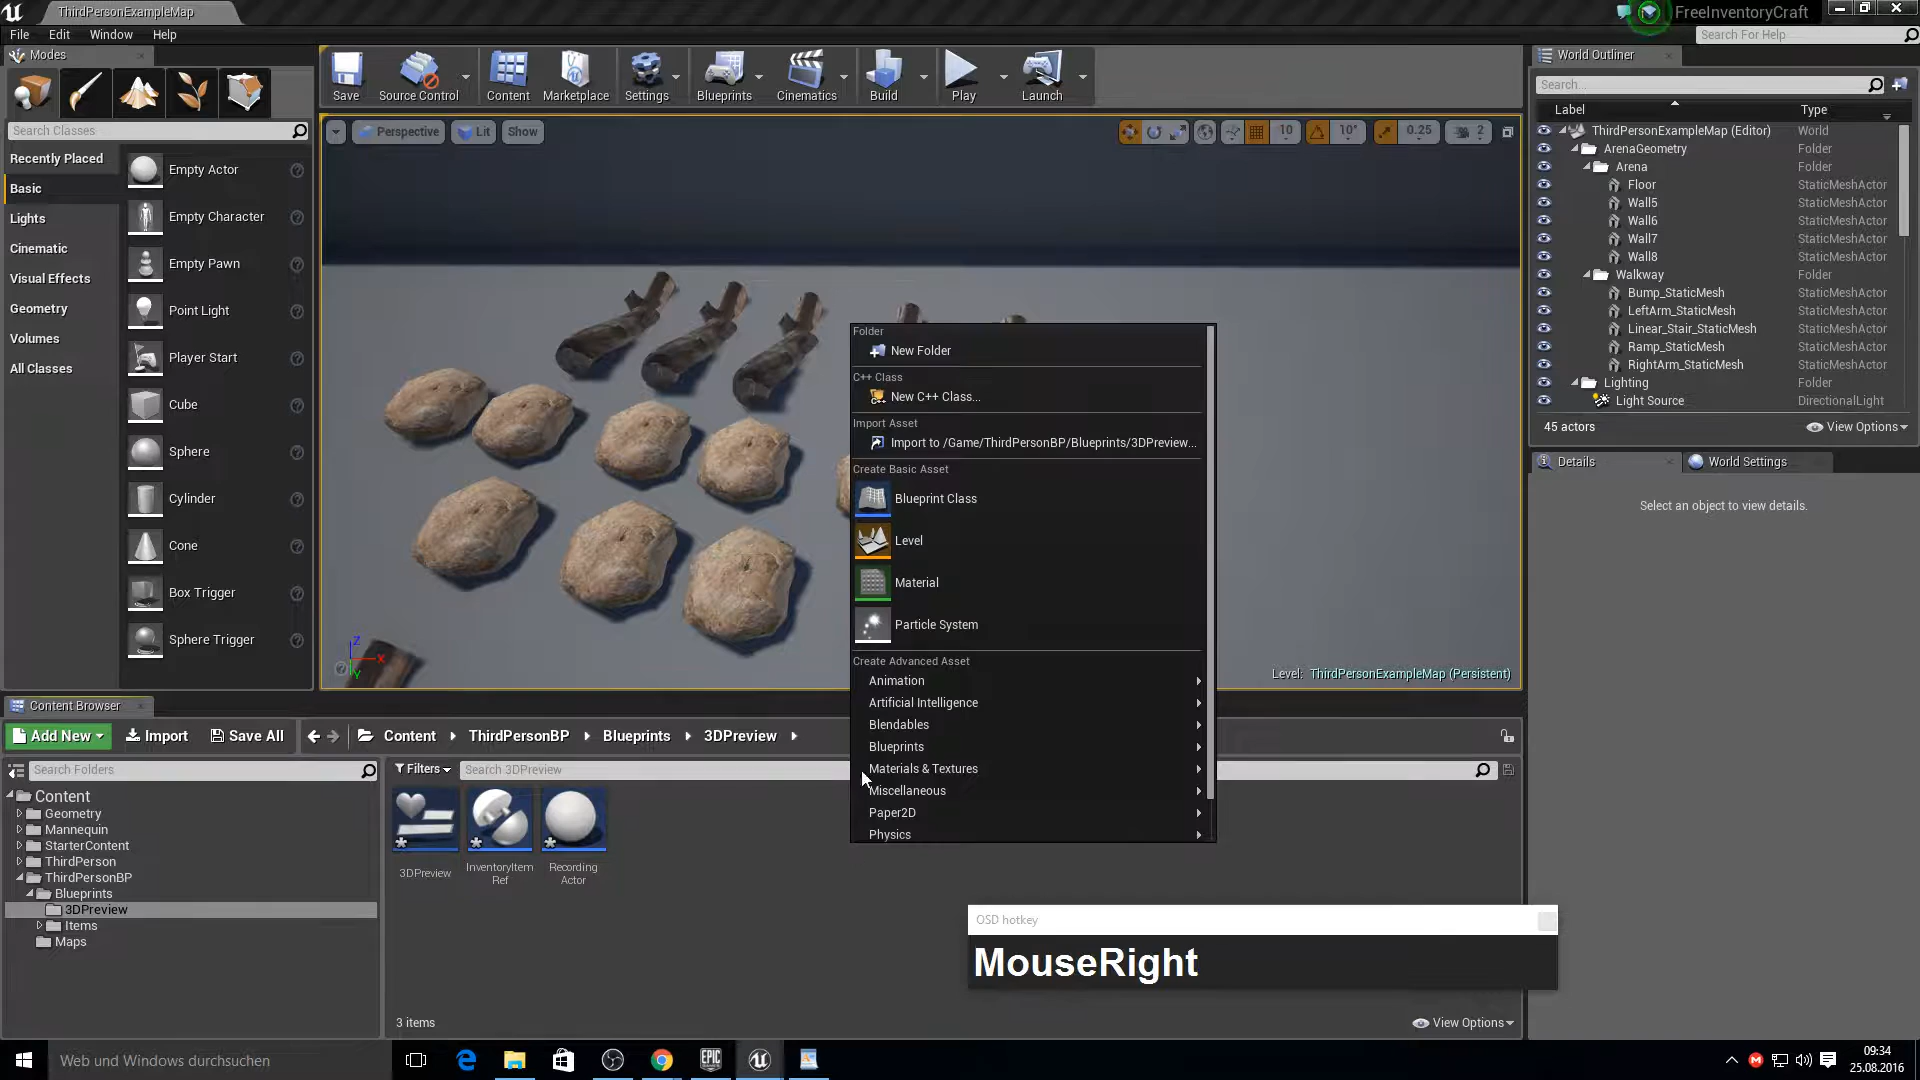 ThirdPersonExampleMap
FreeInventoryCraft
File Edit Window Help
Search For Help
Modes
Search Classes
Recently Placed
Basic
Lights
Cinematic
Visual Effects
Geometry
Volumes
All Classes
Empty Actor
Empty Character
Empty Pawn
Point Light
Player Start
Cube
Sphere
Cylinder
Cone
Box Trigger
Sphere Trigger
Save Source Control Content Marketplace Settings Blueprints Cinematics Build Play Launch
Perspective Lit Show
10 10° 0.25 2
Z
X
Y
Level: ThirdPersonExampleMap (Persistent)
Folder
New Folder
C++ Class
New C++ Class...
Import Asset
Import to /Game/ThirdPersonBP/Blueprints/3DPreview...
Create Basic Asset
Blueprint Class
Level
Material
Particle System
Create Advanced Asset
Animation
Artificial Intelligence
Blendables
Blueprints
Materials & Textures
Miscellaneous
Paper2D
Physics
World Outliner
Search...
Label Type
ThirdPersonExampleMap (Editor) World
ArenaGeometry Folder
Arena Folder
Floor StaticMeshActor
Wall5 StaticMeshActor
Wall6 StaticMeshActor
Wall7 StaticMeshActor
Wall8 StaticMeshActor
Walkway Folder
Bump_StaticMesh StaticMeshActor
LeftArm_StaticMesh StaticMeshActor
Linear_Stair_StaticMesh StaticMeshActor
Ramp_StaticMesh StaticMeshActor
RightArm_StaticMesh StaticMeshActor
Lighting Folder
Light Source DirectionalLight
45 actors View Options
Details World Settings
Select an object to view details.
Content Browser
Add New Import Save All Content ThirdPersonBP Blueprints 3DPreview
Search Folders
Filters Search 3DPreview
Content
Geometry
Mannequin
StarterContent
ThirdPerson
ThirdPersonBP
Blueprints
3DPreview
Items
Maps
3DPreview
InventoryItem
Ref
Recording
Actor
3 items View Options
OSD hotkey
MouseRight
Web und Windows durchsuchen
EPIC
09:34
25.08.2016